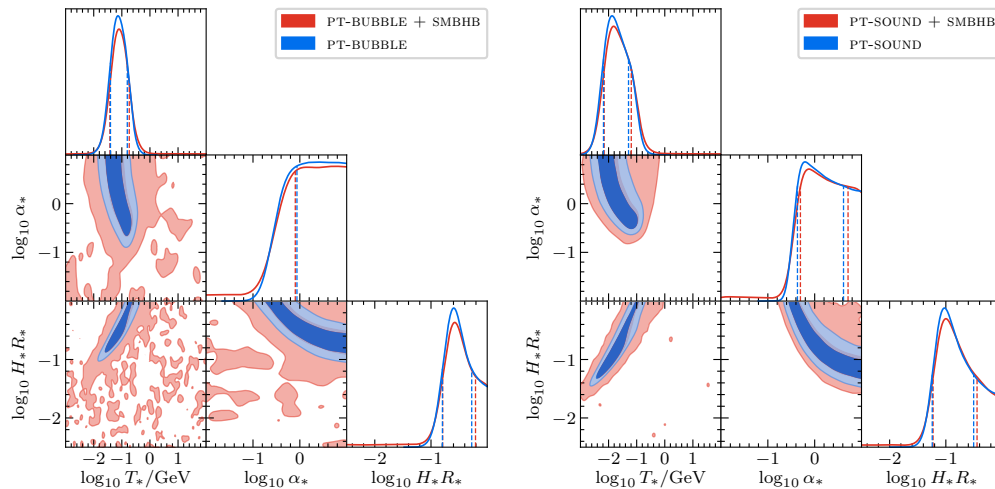 PT-BUBBLE + SMBHB
PT-BUBBLE
log₁₀ α∗
0
−1
log₁₀ H∗R∗
−1
−2
−2 −1 0 1
log₁₀ T∗/GeV
−1 0
log₁₀ α∗
−2 −1
log₁₀ H∗R∗
PT-SOUND + SMBHB
PT-SOUND
log₁₀ α∗
0
−1
log₁₀ H∗R∗
−1
−2
−2 −1 0 1
log₁₀ T∗/GeV
−1 0
log₁₀ α∗
−2 −1
log₁₀ H∗R∗